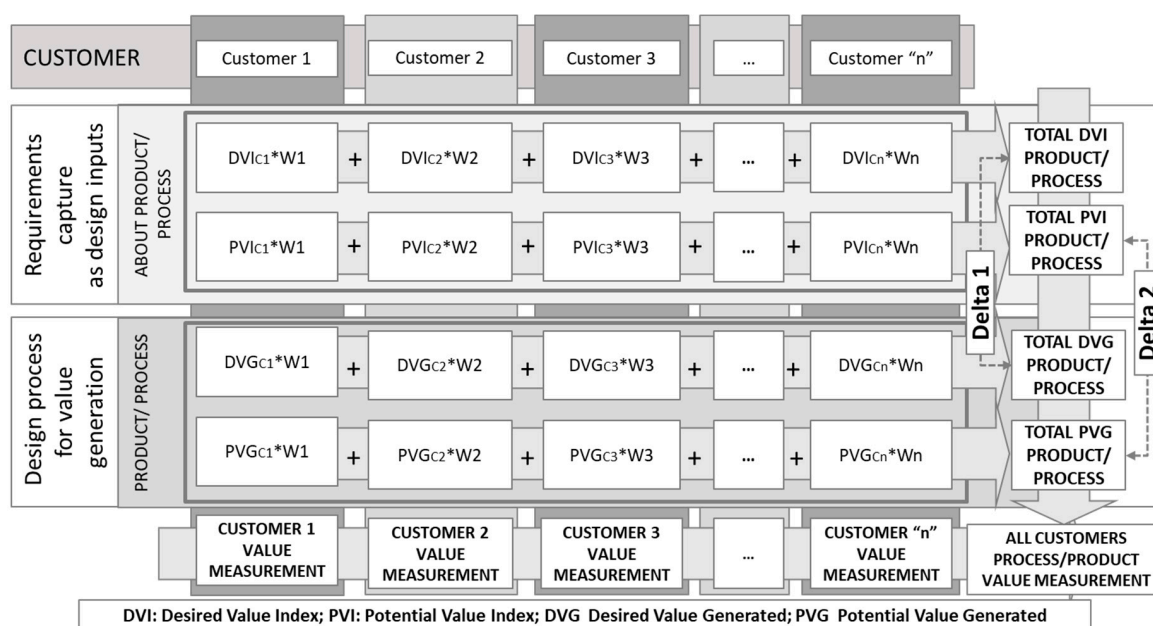 CUSTOMER
Customer 1
Customer 2
Customer 3
...
Customer “n”
Requirements
capture
as design inputs
ABOUT PRODUCT/
PROCESS
DVIC1*W1
+
DVIC2*W2
+
DVIC3*W3
+
...
+
DVICn*Wn
TOTAL DVI
PRODUCT/
PROCESS
PVIC1*W1
+
PVIC2*W2
+
PVIC3*W3
+
...
+
PVICn*Wn
TOTAL PVI
PRODUCT/
PROCESS
Delta 1
Delta 2
Design process
for value
generation
PRODUCT/ PROCESS
DVGC1*W1
+
DVGC2*W2
+
DVGC3*W3
+
...
+
DVGCn*Wn
TOTAL DVG
PRODUCT/
PROCESS
PVGC1*W1
+
PVGC2*W2
+
PVGC3*W3
+
...
+
PVGCn*Wn
TOTAL PVG
PRODUCT/
PROCESS
CUSTOMER 1
VALUE
MEASUREMENT
CUSTOMER 2
VALUE
MEASUREMENT
CUSTOMER 3
VALUE
MEASUREMENT
...
CUSTOMER “n”
VALUE
MEASUREMENT
ALL CUSTOMERS
PROCESS/PRODUCT
VALUE MEASUREMENT
DVI: Desired Value Index; PVI: Potential Value Index; DVG Desired Value Generated; PVG Potential Value Generated